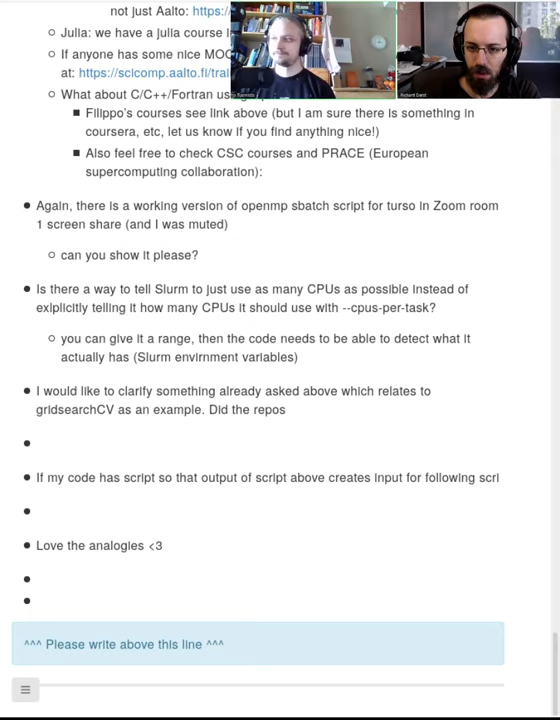 not just Aalto: https:/
Julia: we have a julia course
If anyone has some nice MOO
at: https://scicomp.aalto.fi/trai
What about C/C++/Fortran
Filippo's courses see link above (but I am sure there is something in
coursera, etc, let us know if you find anything nice!)
Also feel free to check CSC courses and PRACE (European
supercomputing collaboration):
Again, there is a working version of openmp sbatch script for turso in Zoom room
1 screen share (and I was muted)
can you show it please?
Is there a way to tell Slurm to just use as many CPUs as possible instead of
exlplicitly telling it how many CPUs it should use with --cpus-per-task?
you can give it a range, then the code needs to be able to detect what it
actually has (Slurm envirnment variables)
I would like to clarify something already asked above which relates to
gridsearchCV as an example. Did the repos
If my code has script so that output of script above creates input for following scri
Love the analogies <3
^^^ Please write above this line ^^^